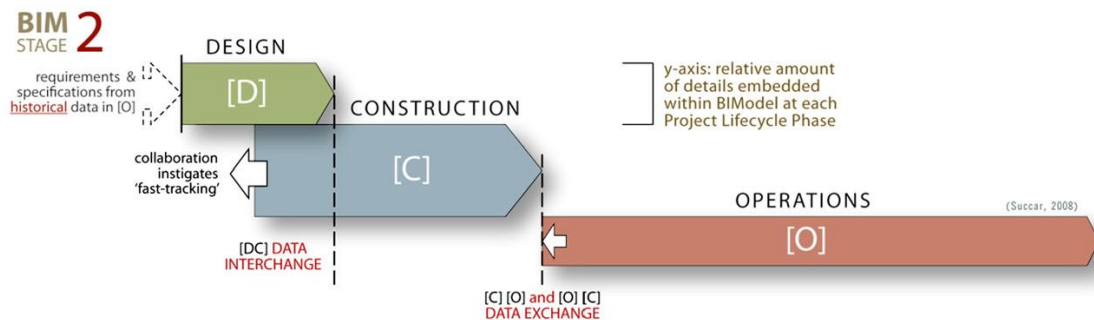 BIM
STAGE 2
requirements &
specifications from
historical data in [O]
DESIGN
[D]
CONSTRUCTION
y-axis: relative amount
of details embedded
within BIModel at each
Project Lifecycle Phase
collaboration
instigates
'fast-tracking'
[C]
OPERATIONS
(Succar, 2008)
[O]
[DC] DATA
INTERCHANGE
[C] [O] and [O] [C]
DATA EXCHANGE